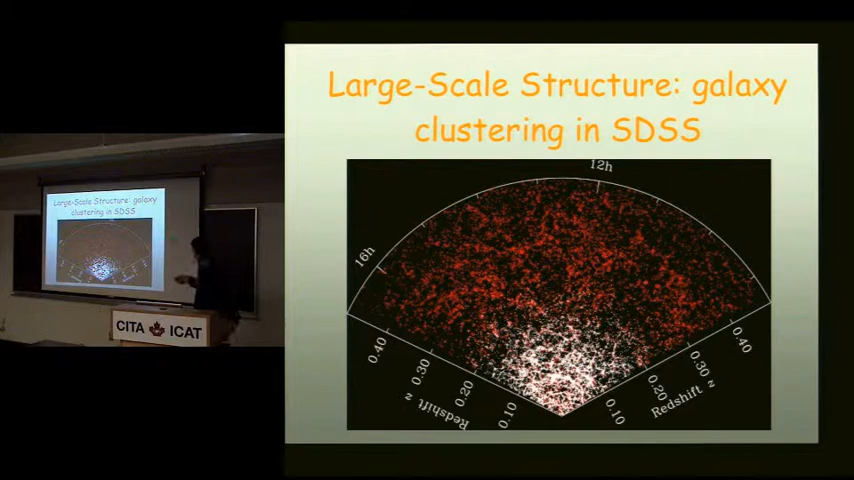 Large-Scale Structure: galaxy
clustering in SDSS
12h
16h
0.40
0.30
0.20
0.10
Redshift z
0.10
0.20
0.30
0.40
Redshift z
Large-Scale Structure: galaxy
clustering in SDSS
CITA ICAT